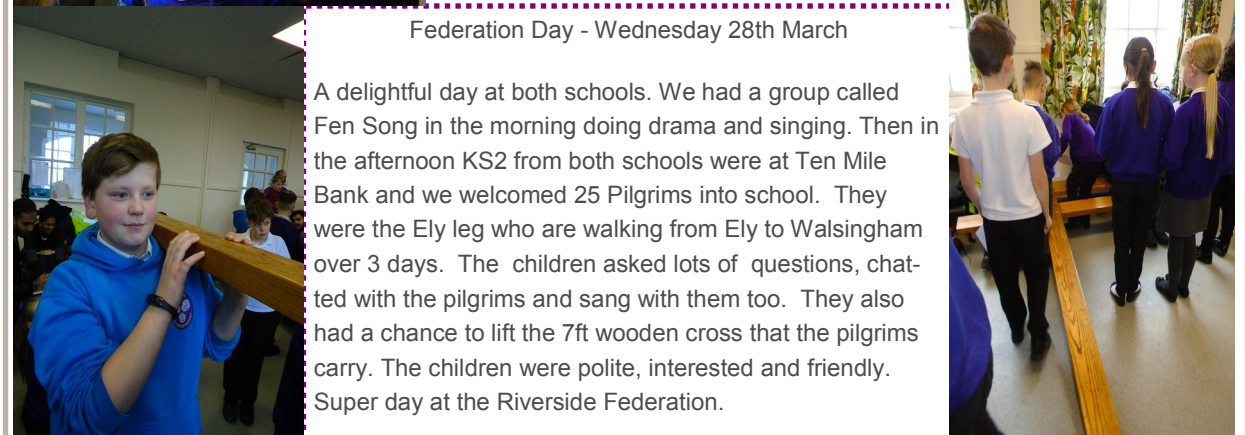 Federation Day - Wednesday 28th March
A delightful day at both schools. We had a group called
Fen Song in the morning doing drama and singing. Then in
the afternoon KS2 from both schools were at Ten Mile
Bank and we welcomed 25 Pilgrims into school.  They
were the Ely leg who are walking from Ely to Walsingham
over 3 days.  The  children asked lots of  questions, chat-
ted with the pilgrims and sang with them too.  They also
had a chance to lift the 7ft wooden cross that the pilgrims
carry. The children were polite, interested and friendly.
Super day at the Riverside Federation.